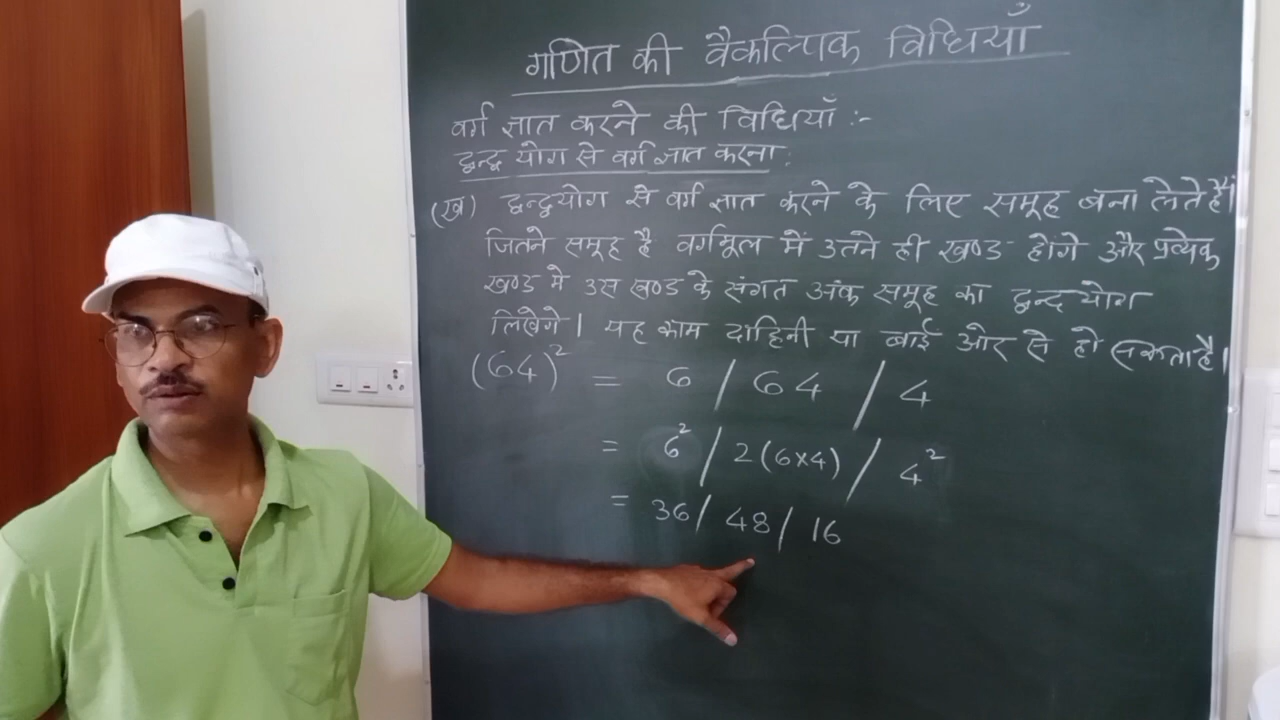 गणित की वैकल्पिक विधियाँ
वर्ग ज्ञात करने की विधियाँ :-
द्वन्द्व योग से वर्ग ज्ञात करना :
(ख) द्वन्द्वयोग से वर्ग ज्ञात करने के लिए समूह बना लेते हैं।
जितने समूह है वर्गमूल में उतने ही खण्ड होंगे और प्रत्येक
खण्ड मे उस खण्ड के संगत अंक समूह का द्वन्द योग
लिखेगे। यह काम दाहिनी या बाई ओर से हो सकता है।
(64)² = 6 / 64 / 4
= 6² / 2(6×4) / 4²
= 36 / 48 / 16